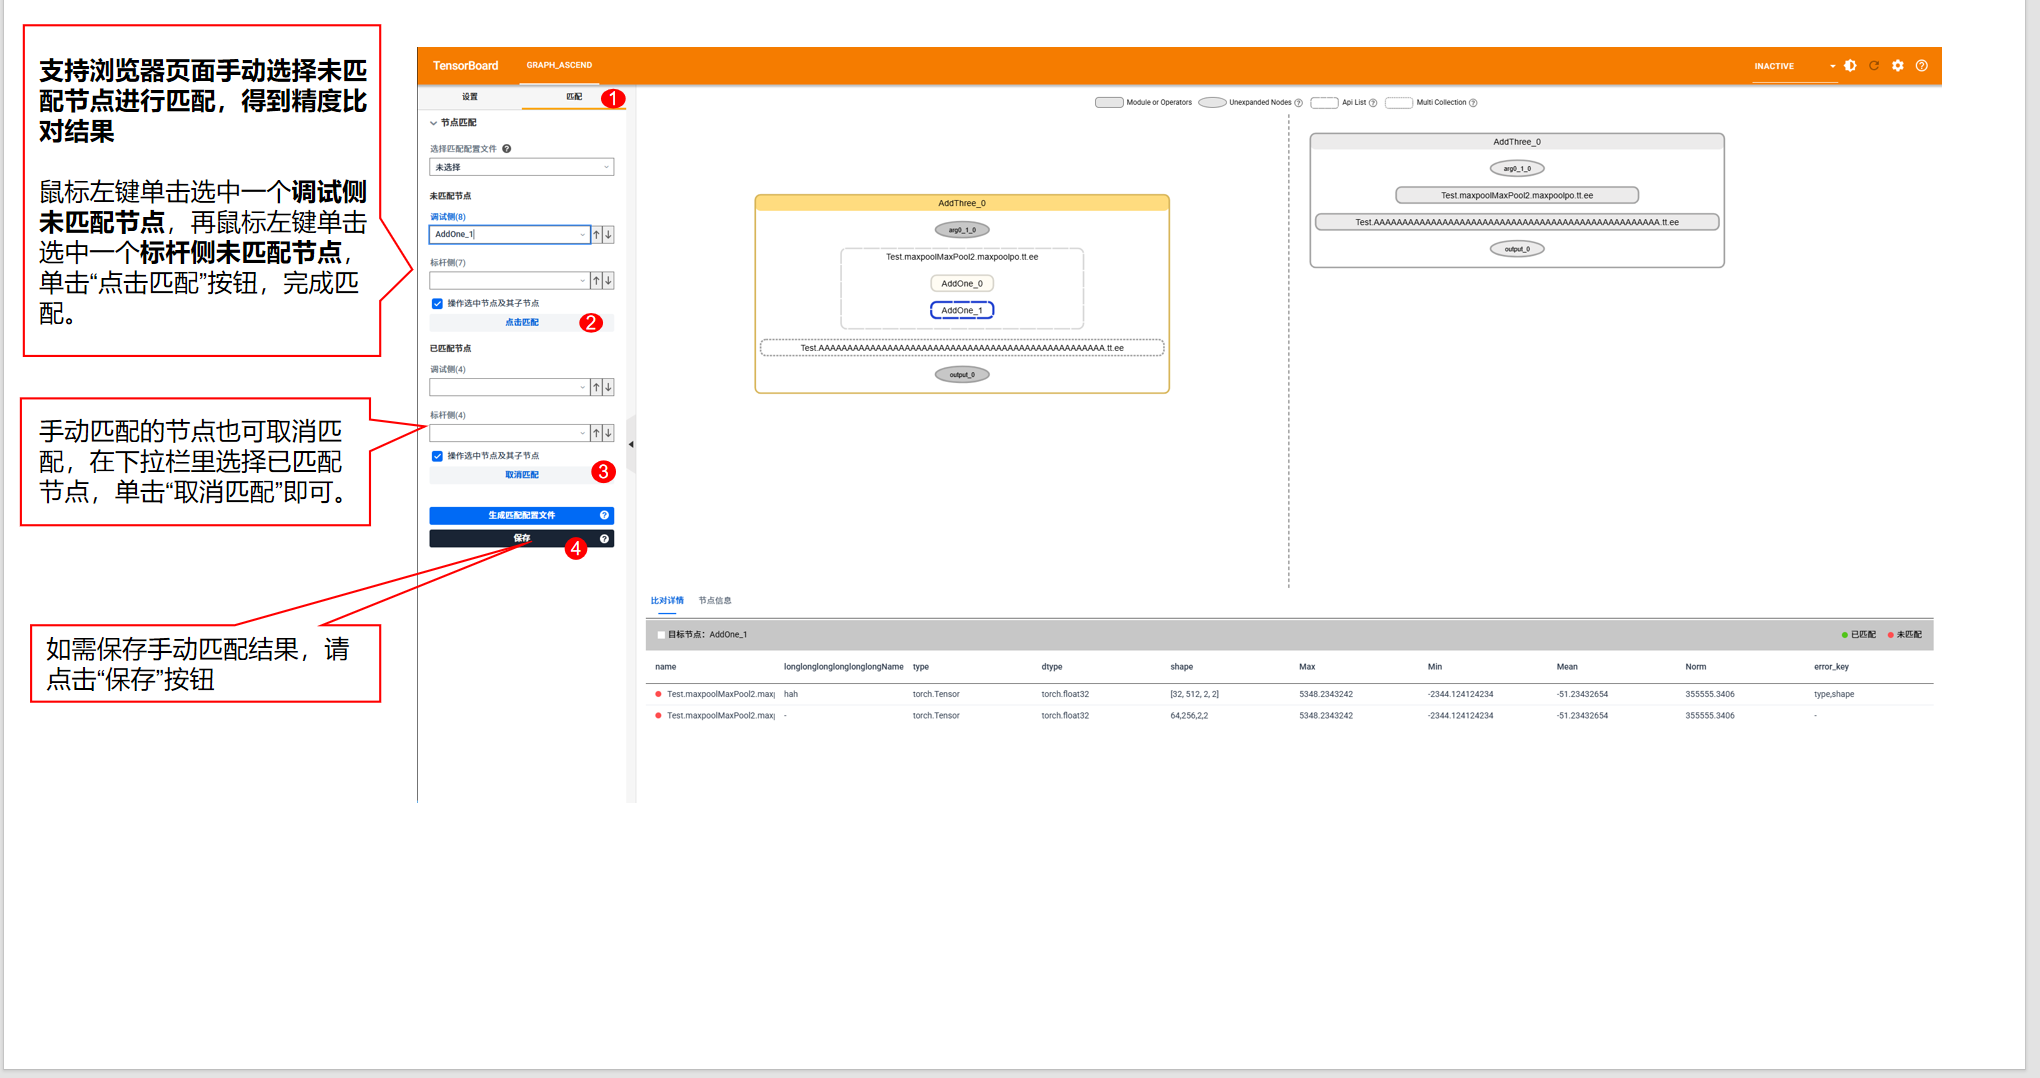 支持浏览器页面手动选择未匹
配节点进行匹配，得到精度比
对结果
鼠标左键单击选中一个调试侧
未匹配节点，再鼠标左键单击
选中一个标杆侧未匹配节点，
单击“点击匹配”按钮，完成匹
配。
手动匹配的节点也可取消匹
配，在下拉栏里选择已匹配
节点，单击“取消匹配”即可。
如需保存手动匹配结果，请
点击“保存”按钮
TensorBoard GRAPH_ASCEND INACTIVE
设置 匹配 1
节点匹配
选择匹配配置文件
未选择
未匹配节点
调试侧(8)
AddOne_1
标杆侧(7)
操作选中节点及其子节点
点击匹配 2
已匹配节点
调试侧(4)
标杆侧(4)
操作选中节点及其子节点
取消匹配 3
生成匹配配置文件
保存 4
Module or Operators Unexpanded Nodes Api List Multi Collection
AddThree_0
arg0_1_0
Test.maxpoolMaxPool2.maxpoolpo.tt.ee
AddOne_0
AddOne_1
output_0
AddThree_0
arg0_1_0
Test.maxpoolMaxPool2.maxpoolpo.tt.ee
output_0
比对详情 节点信息
目标节点：AddOne_1 已匹配 未匹配
name longlonglonglonglonglongName type dtype shape Max Min Mean Norm error_key
Test.maxpoolMaxPool2.max hah torch.Tensor torch.float32 [32, 512, 2, 2] 5348.2343242 -2344.124124234 -51.23432654 355555.3406 type,shape
Test.maxpoolMaxPool2.max - torch.Tensor torch.float32 64,256,2,2 5348.2343242 -2344.124124234 -51.23432654 355555.3406 -